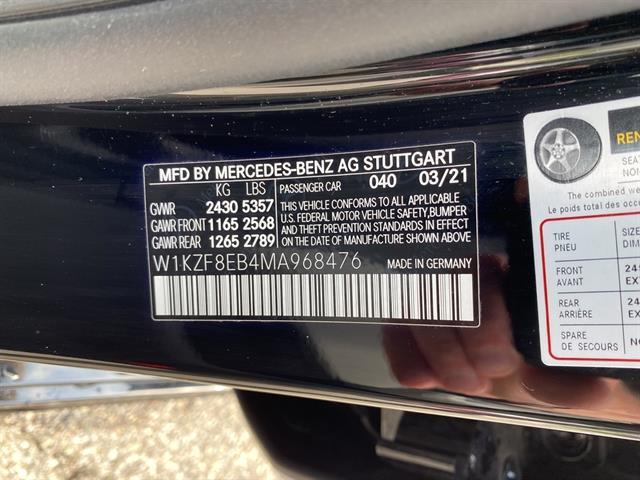 MFD BY MERCEDES-BENZ AG STUTTGART
KG LBS PASSENGER CAR 040 03/21
GVWR 2430 5357
GAWR FRONT 1165 2568
GAWR REAR 1265 2789
THIS VEHICLE CONFORMS TO ALL APPLICABLE
U.S. FEDERAL MOTOR VEHICLE SAFETY, BUMPER
AND THEFT PREVENTION STANDARDS IN EFFECT
ON THE DATE OF MANUFACTURE SHOWN ABOVE.
W1KZF8EB4MA968476 MADE IN GERMANY
The combined
Le poids total des occ
TIRE
PNEU
FRONT
AVANT
REAR
ARRIÈRE
SPARE
DE SECOURS